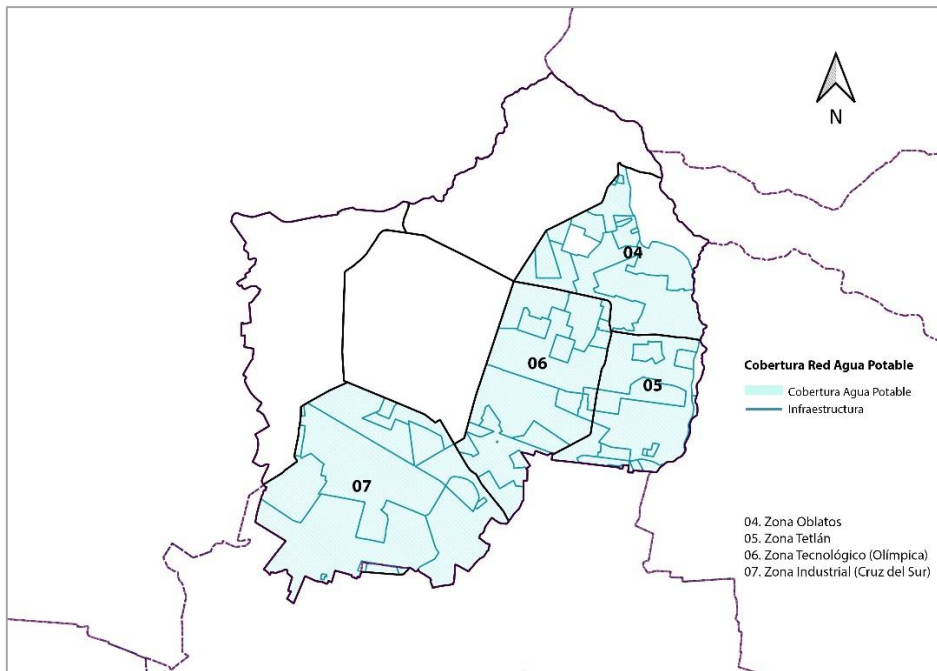 N
04
06
05
07
Cobertura Red Agua Potable
Cobertura Agua Potable
Infraestructura
04. Zona Oblatos
05. Zona Tetlán
06. Zona Tecnológico (Olímpica)
07. Zona Industrial (Cruz del Sur)